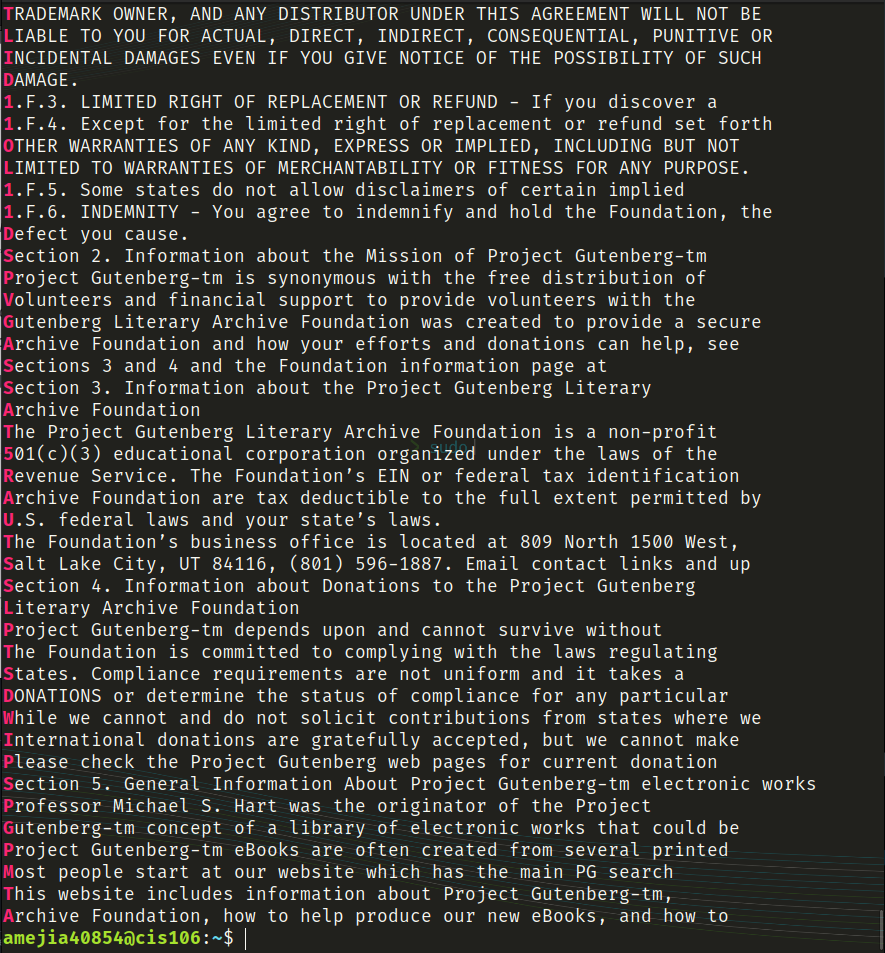 TRADEMARK OWNER, AND ANY DISTRIBUTOR UNDER THIS AGREEMENT WILL NOT BE
LIABLE TO YOU FOR ACTUAL, DIRECT, INDIRECT, CONSEQUENTIAL, PUNITIVE OR
INCIDENTAL DAMAGES EVEN IF YOU GIVE NOTICE OF THE POSSIBILITY OF SUCH
DAMAGE.
1.F.3. LIMITED RIGHT OF REPLACEMENT OR REFUND - If you discover a
1.F.4. Except for the limited right of replacement or refund set forth
OTHER WARRANTIES OF ANY KIND, EXPRESS OR IMPLIED, INCLUDING BUT NOT
LIMITED TO WARRANTIES OF MERCHANTABILITY OR FITNESS FOR ANY PURPOSE.
1.F.5. Some states do not allow disclaimers of certain implied
1.F.6. INDEMNITY - You agree to indemnify and hold the Foundation, the
Defect you cause.
Section 2. Information about the Mission of Project Gutenberg-tm
Project Gutenberg-tm is synonymous with the free distribution of
Volunteers and financial support to provide volunteers with the
Gutenberg Literary Archive Foundation was created to provide a secure
Archive Foundation and how your efforts and donations can help, see
Sections 3 and 4 and the Foundation information page at
Section 3. Information about the Project Gutenberg Literary
Archive Foundation
The Project Gutenberg Literary Archive Foundation is a non-profit
501(c)(3) educational corporation organized under the laws of the
Revenue Service. The Foundation’s EIN or federal tax identification
Archive Foundation are tax deductible to the full extent permitted by
U.S. federal laws and your state’s laws.
The Foundation’s business office is located at 809 North 1500 West,
Salt Lake City, UT 84116, (801) 596-1887. Email contact links and up
Section 4. Information about Donations to the Project Gutenberg
Literary Archive Foundation
Project Gutenberg-tm depends upon and cannot survive without
The Foundation is committed to complying with the laws regulating
States. Compliance requirements are not uniform and it takes a
DONATIONS or determine the status of compliance for any particular
While we cannot and do not solicit contributions from states where we
International donations are gratefully accepted, but we cannot make
Please check the Project Gutenberg web pages for current donation
Section 5. General Information About Project Gutenberg-tm electronic works
Professor Michael S. Hart was the originator of the Project
Gutenberg-tm concept of a library of electronic works that could be
Project Gutenberg-tm eBooks are often created from several printed
Most people start at our website which has the main PG search
This website includes information about Project Gutenberg-tm,
Archive Foundation, how to help produce our new eBooks, and how to
amejia40854@cis106:~$